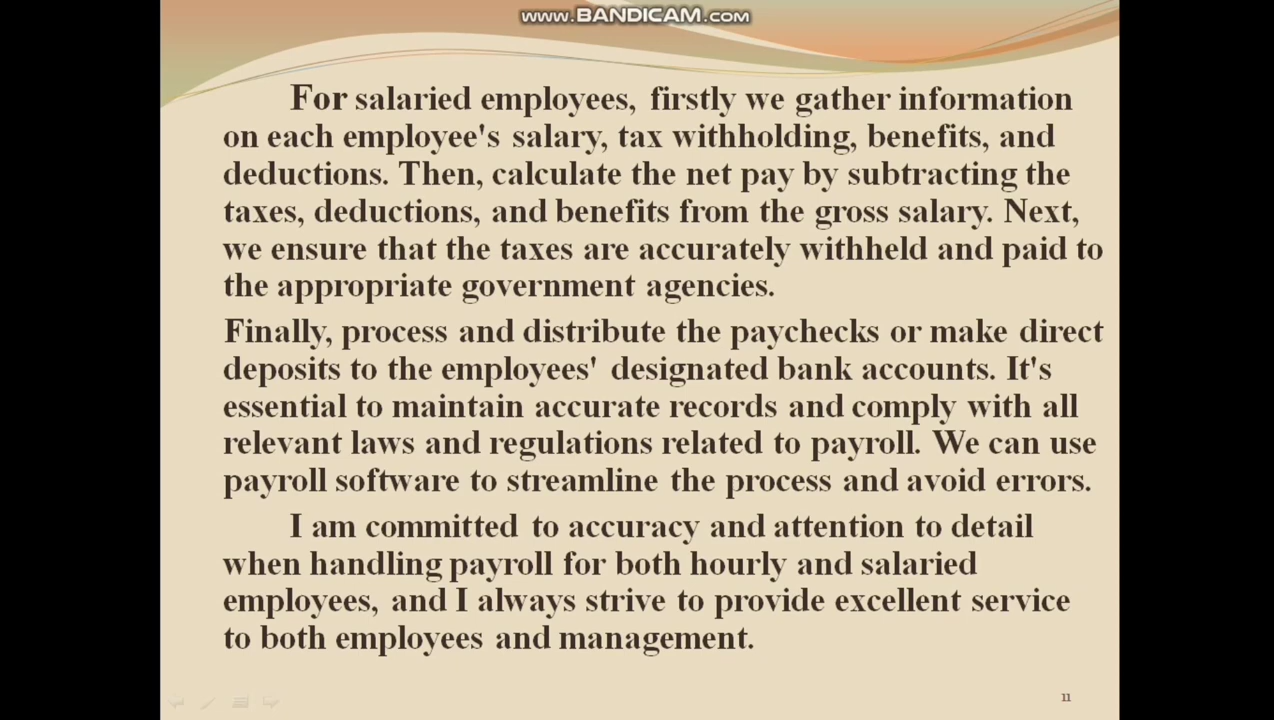 www.BANDICAM.com
For salaried employees, firstly we gather information
on each employee's salary, tax withholding, benefits, and
deductions. Then, calculate the net pay by subtracting the
taxes, deductions, and benefits from the gross salary. Next,
we ensure that the taxes are accurately withheld and paid to
the appropriate government agencies.
Finally, process and distribute the paychecks or make direct
deposits to the employees' designated bank accounts. It's
essential to maintain accurate records and comply with all
relevant laws and regulations related to payroll. We can use
payroll software to streamline the process and avoid errors.
I am committed to accuracy and attention to detail
when handling payroll for both hourly and salaried
employees, and I always strive to provide excellent service
to both employees and management.
11